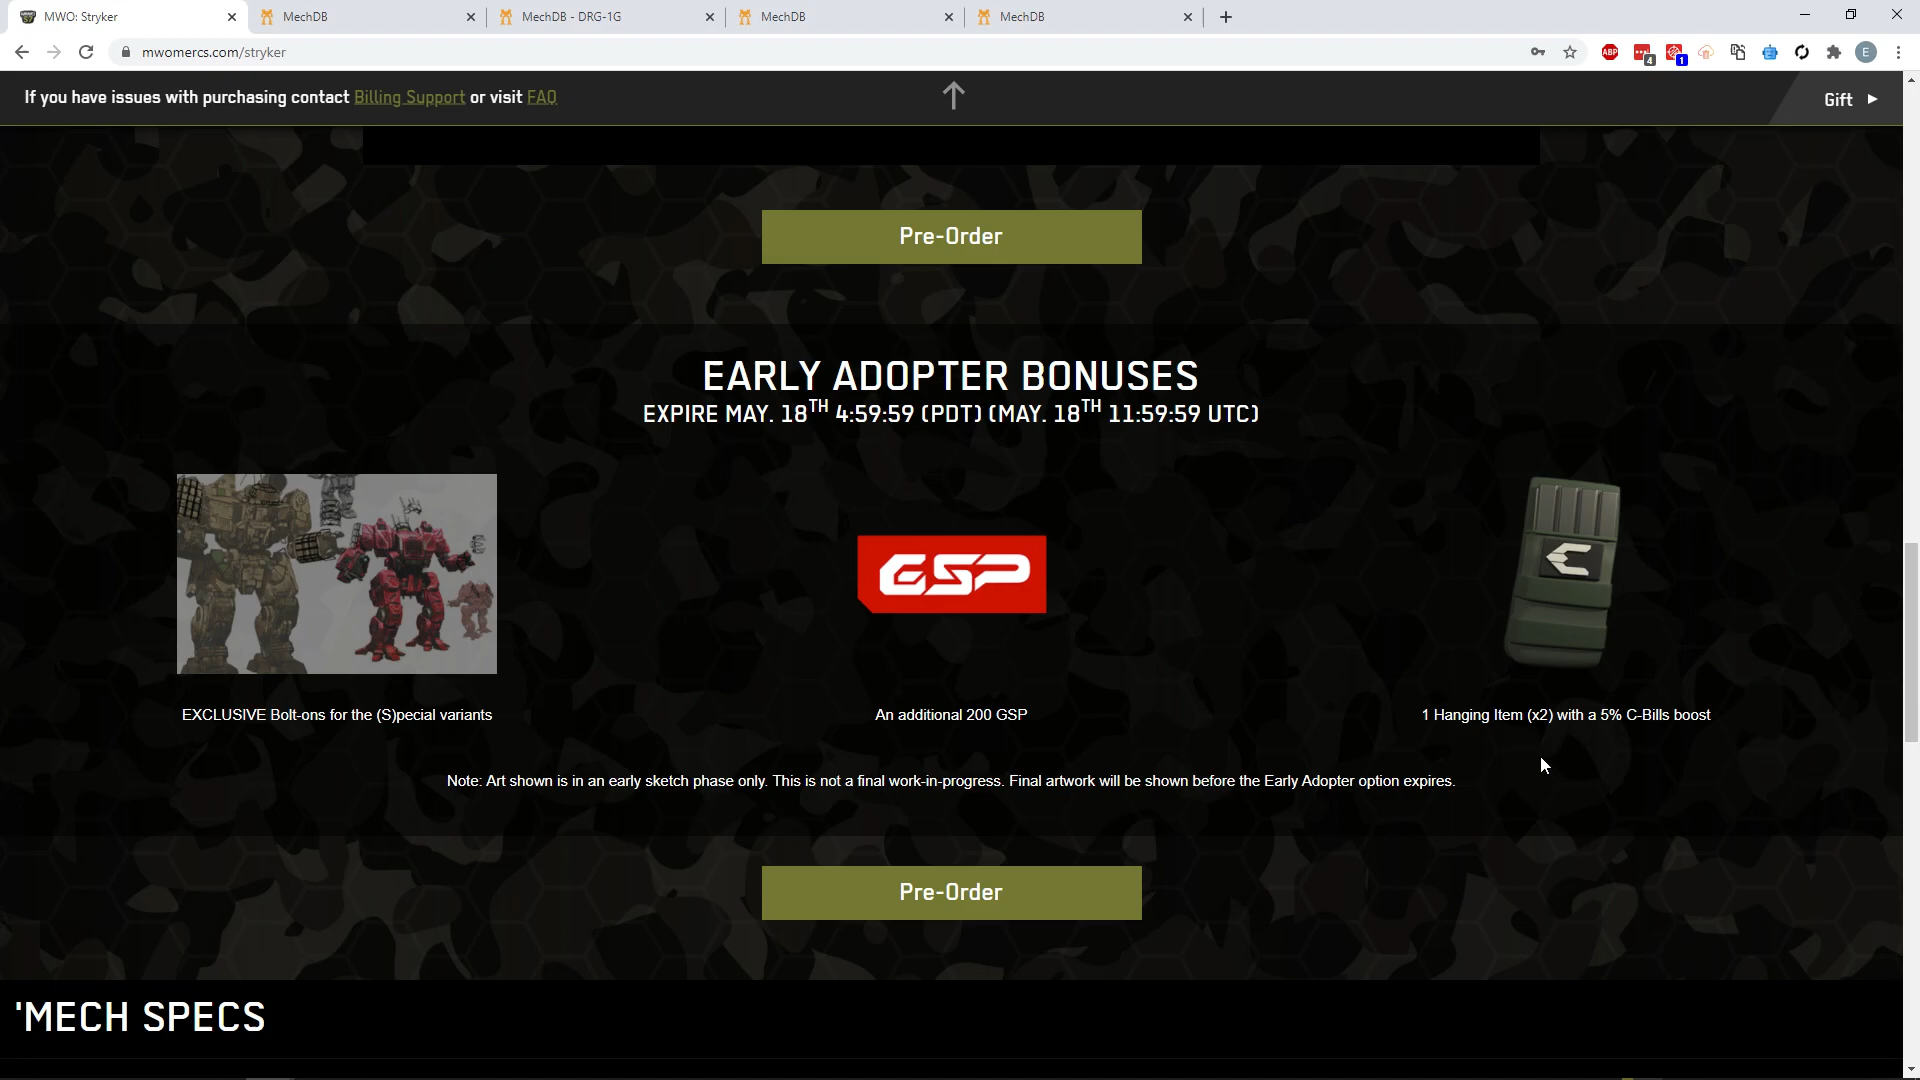 MWO: Stryker
MechDB
MechDB - DRG-1G
MechDB
MechDB
mwomercs.com/stryker
ABP
4
1
E
If you have issues with purchasing contact Billing Support or visit FAQ
Gift
Pre-Order
EARLY ADOPTER BONUSES
EXPIRE MAY. 18TH 4:59:59 (PDT) (MAY. 18TH 11:59:59 UTC)
GSP
EXCLUSIVE Bolt-ons for the (S)pecial variants
An additional 200 GSP
1 Hanging Item (x2) with a 5% C-Bills boost
Note: Art shown is in an early sketch phase only. This is not a final work-in-progress. Final artwork will be shown before the Early Adopter option expires.
Pre-Order
'MECH SPECS